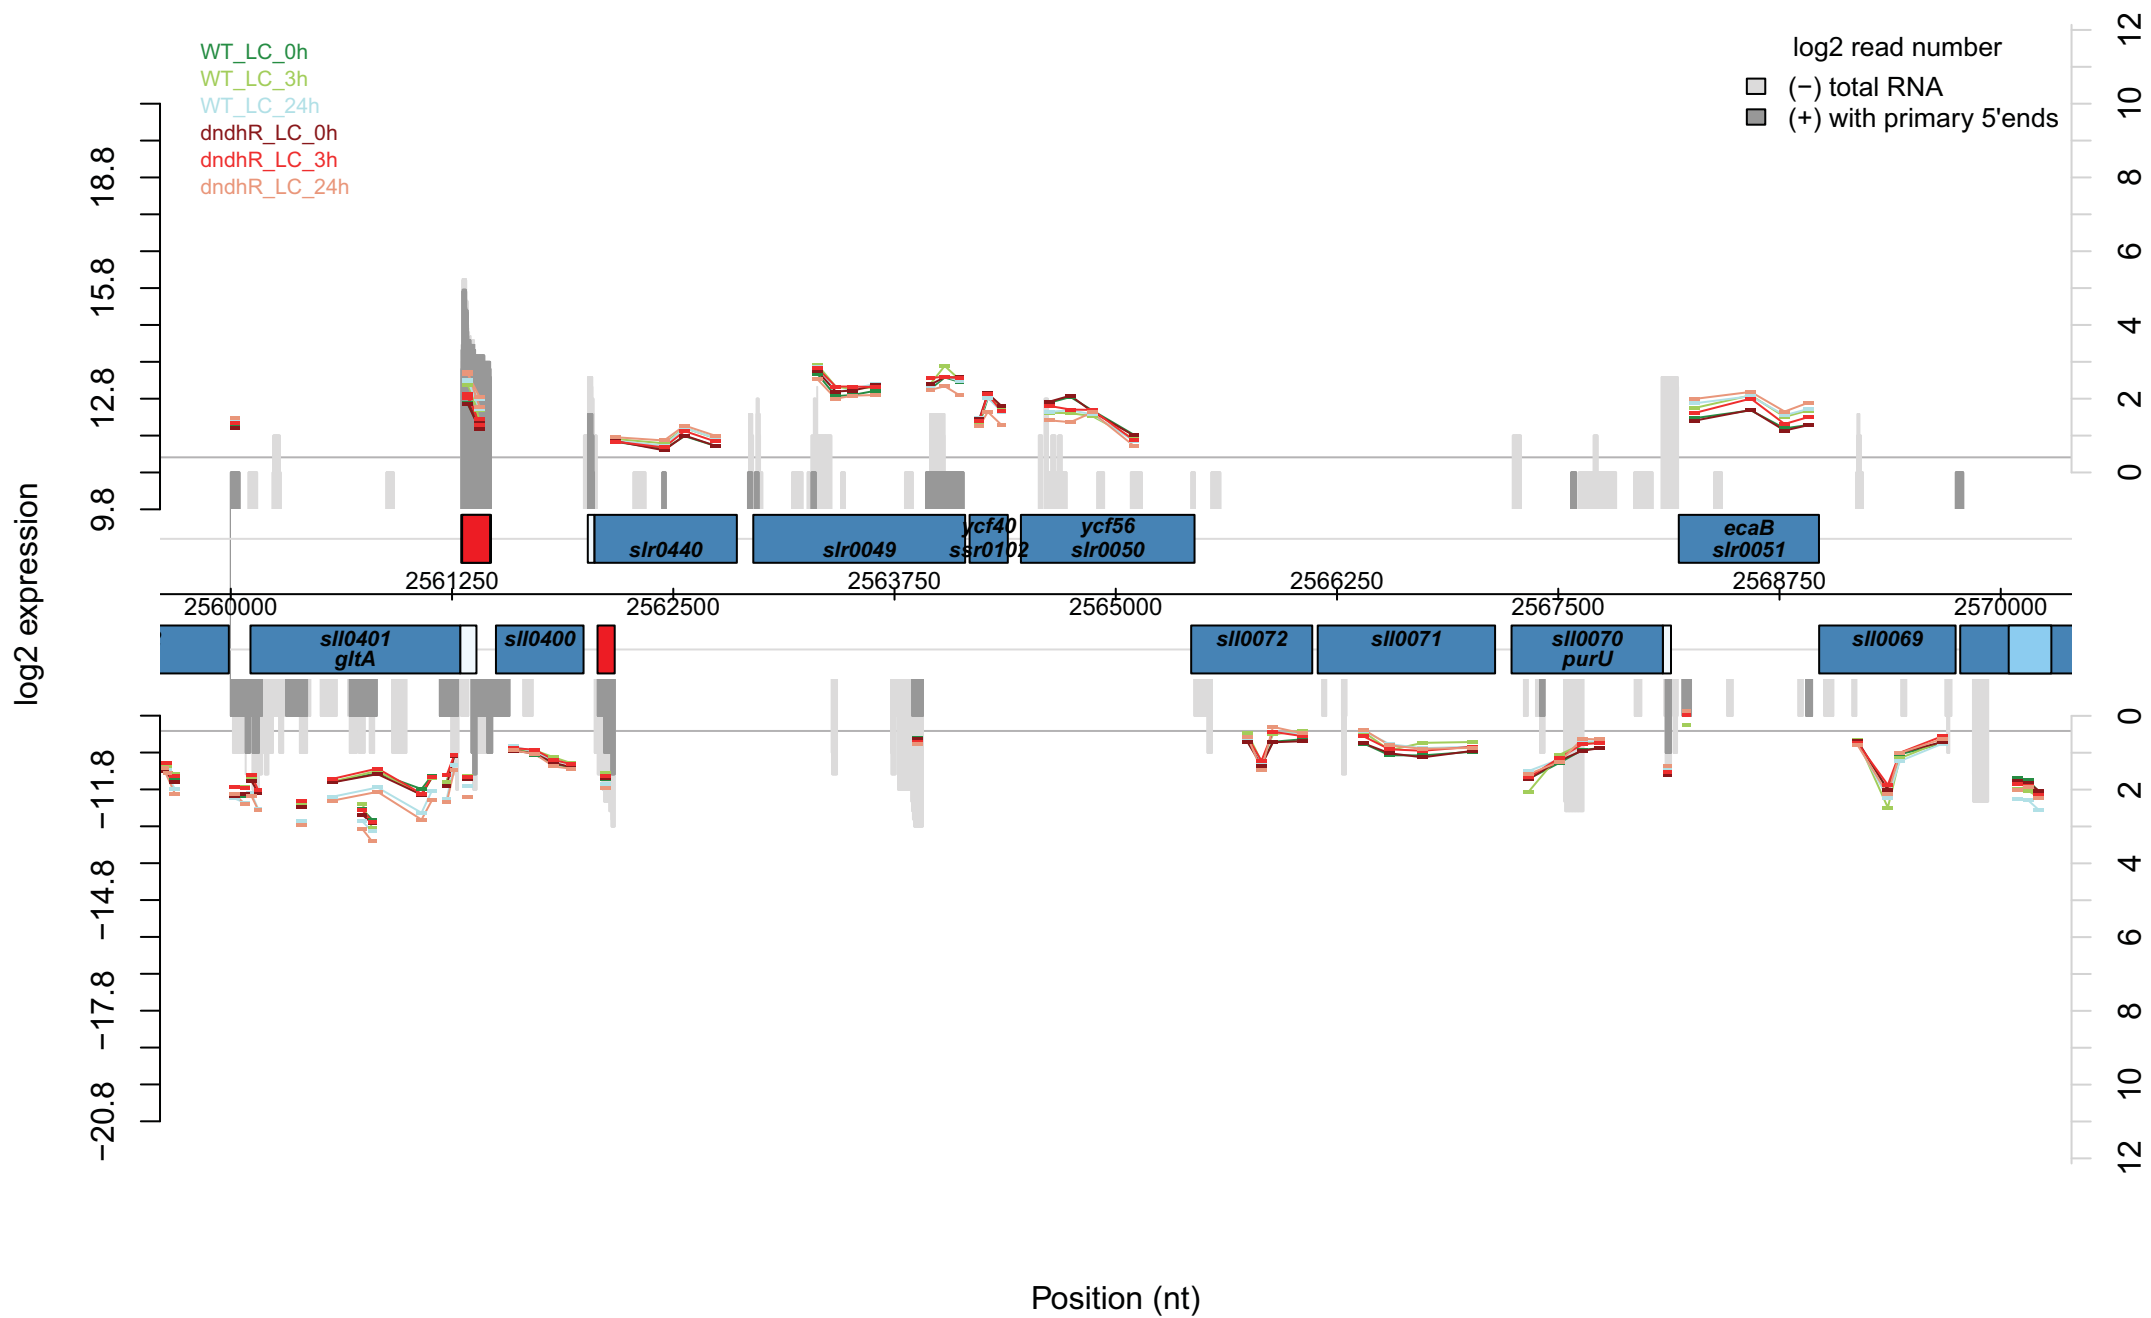 WT_LC_0h
WT_LC_3h
WT_LC_24h
dndhR_LC_0h
dndhR_LC_3h
dndhR_LC_24h
log2 read number
(−) total RNA
(+) with primary 5'ends
12
10
8
6
4
2
0
18.8
15.8
12.8
9.8
log2 expression
ycf40
ycf56
ecaB
slr0440
slr0049
ssr0102
slr0050
slr0051
2561250
2563750
2566250
2568750
2560000
2562500
2565000
2567500
2570000
sll0401
gltA
sll0400
sll0072
sll0071
sll0070
purU
sll0069
−11.8
−14.8
−17.8
−20.8
0
2
4
6
8
10
12
Position (nt)